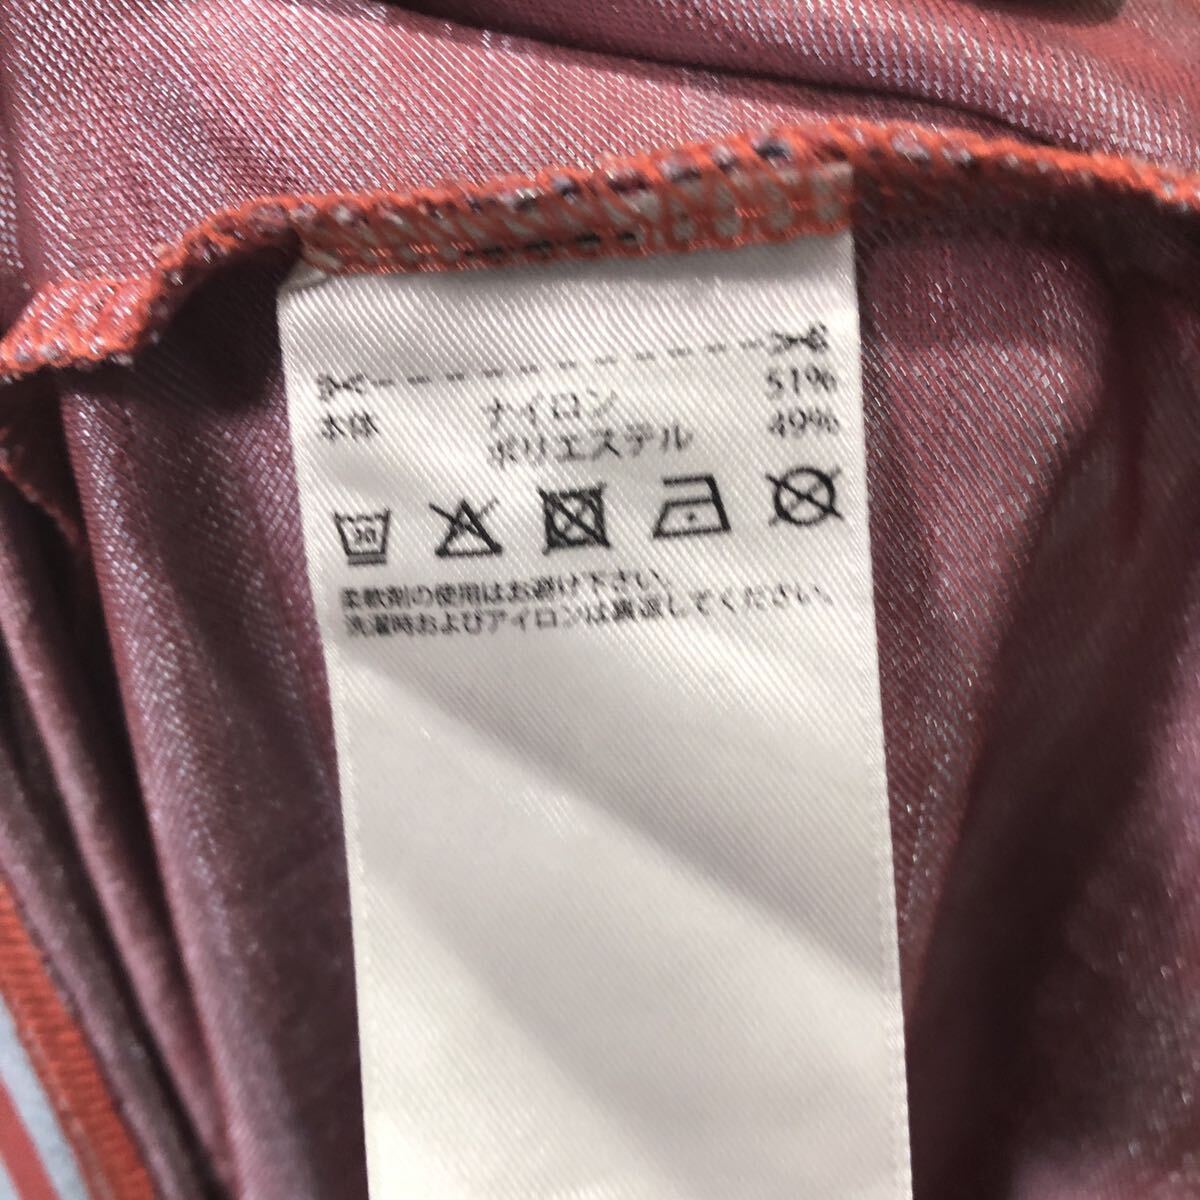 本体 ナイロン 51%
ポリエステル 49%
30
柔軟剤の使用はお避け下さい。
洗濯時およびアイロンは裏返してください。